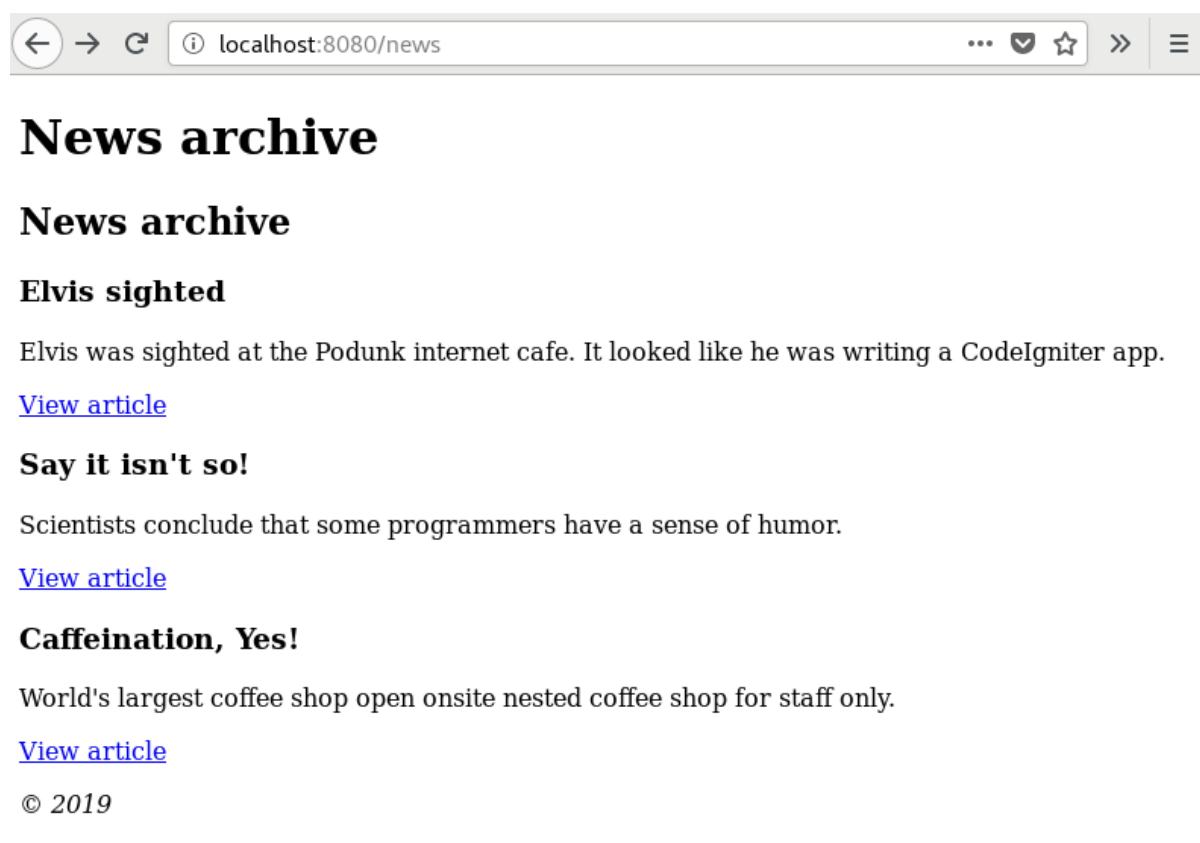 localhost:8080/news
News archive
News archive
Elvis sighted
Elvis was sighted at the Podunk internet cafe. It looked like he was writing a CodeIgniter app.
View article
Say it isn't so!
Scientists conclude that some programmers have a sense of humor.
View article
Caffeination, Yes!
World's largest coffee shop open onsite nested coffee shop for staff only.
View article
© 2019